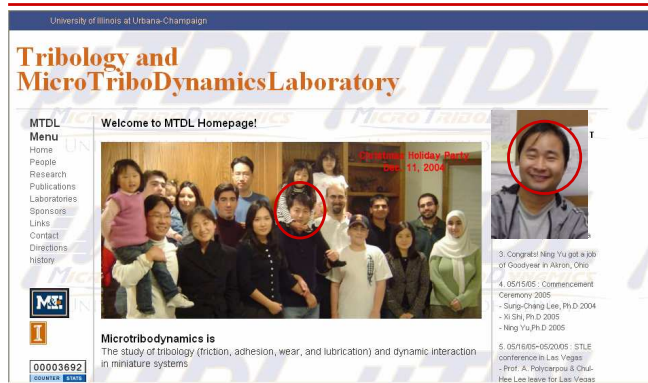 University of Illinois at Urbana-Champaign
Tribology and
MicroTriboDynamicsLaboratory
MTDL
Menu
Home
People
Research
Publications
Laboratories
Sponsors
Links
Contact
Directions
history
00003692
COUNTER STATS
Welcome to MTDL Homepage!
Christmas Holiday Party
Dec. 11, 2004
Microtribodynamics is
The study of tribology (friction, adhesion, wear, and lubrication) and dynamic interaction
in miniature systems
T
a
3. Congrats! Ning Yu got a job
of Goodyear in Akron, Ohio
4. 05/15/05 : Commencement
Ceremony 2005
- Sung-Chang Lee, Ph.D 2004
- Xi Shi, Ph.D 2005
- Ning Yu,Ph.D 2005
5. 05/16/05~05/20/05 : STLE
conference in Las Vegas
- Prof. A. Polycarpou & Chul-
Hee Lee leave for Las Vegas